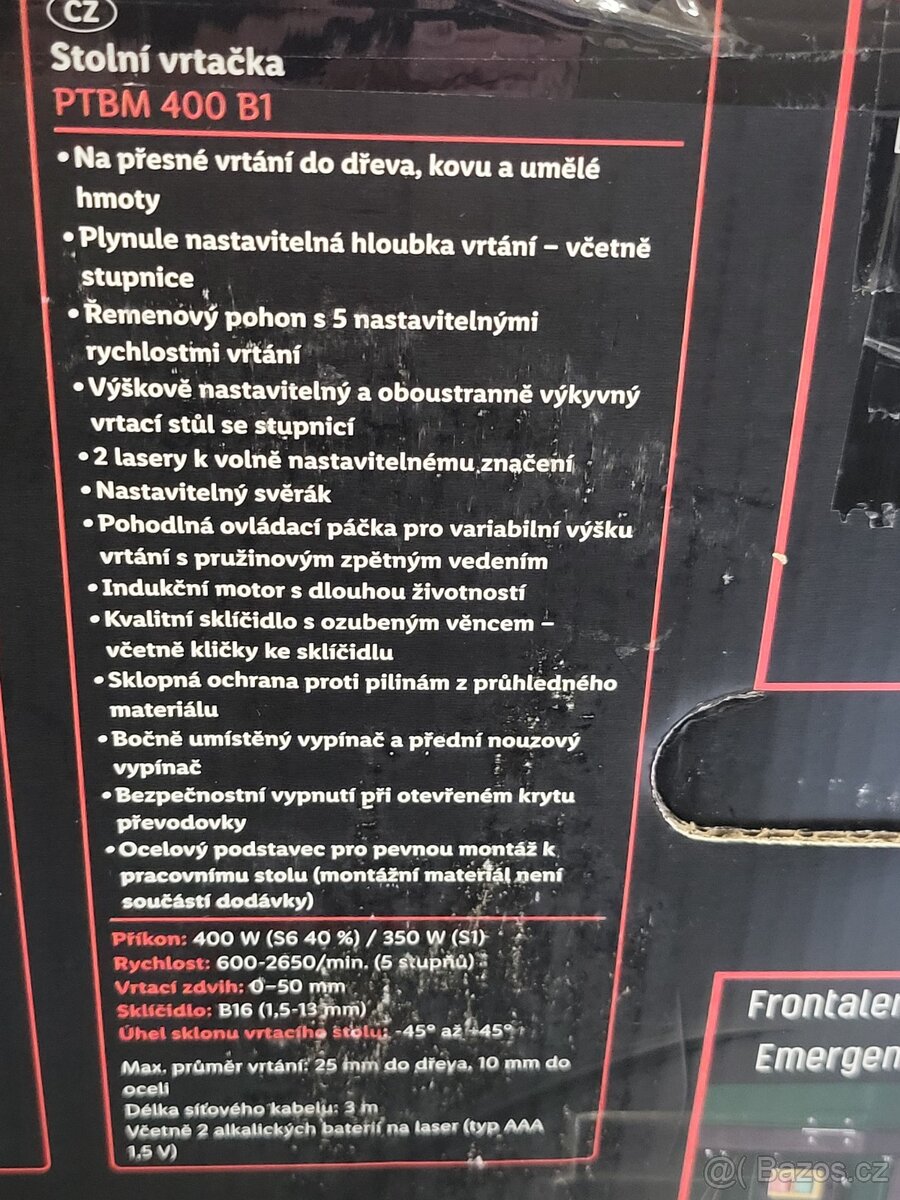 CZ
Stolní vrtačka
PTBM 400 B1
•Na přesné vrtání do dřeva, kovu a umělé
hmoty
•Plynule nastavitelná hloubka vrtání – včetně
stupnice
•Řemenový pohon s 5 nastavitelnými
rychlostmi vrtání
•Výškově nastavitelný a oboustranně výkyvný
vrtací stůl se stupnicí
•2 lasery k volně nastavitelnému značení
•Nastavitelný svěrák
•Pohodlná ovládací páčka pro variabilní výšku
vrtání s pružinovým zpětným vedením
•Indukční motor s dlouhou životností
•Kvalitní sklíčidlo s ozubeným věncem –
včetně kličky ke sklíčidlu
•Sklopná ochrana proti pilinám z průhledného
materiálu
•Bočně umístěný vypínač a přední nouzový
vypínač
•Bezpečnostní vypnutí při otevřeném krytu
převodovky
•Ocelový podstavec pro pevnou montáž k
pracovnímu stolu (montážní materiál není
součástí dodávky)
Příkon: 400 W (S6 40 %) / 350 W (S1)
Rychlost: 600-2650/min. (5 stupňů)
Vrtací zdvih: 0–50 mm
Sklíčidlo: B16 (1,5-13 mm)
Úhel sklonu vrtacího stolu: -45° až +45°
Max. průměr vrtání: 25 mm do dřeva, 10 mm do
oceli
Délka síťového kabelu: 3 m
Včetně 2 alkalických baterií na laser (typ AAA
1,5 V)
Frontaler
Emergen
@( Bazos.cz